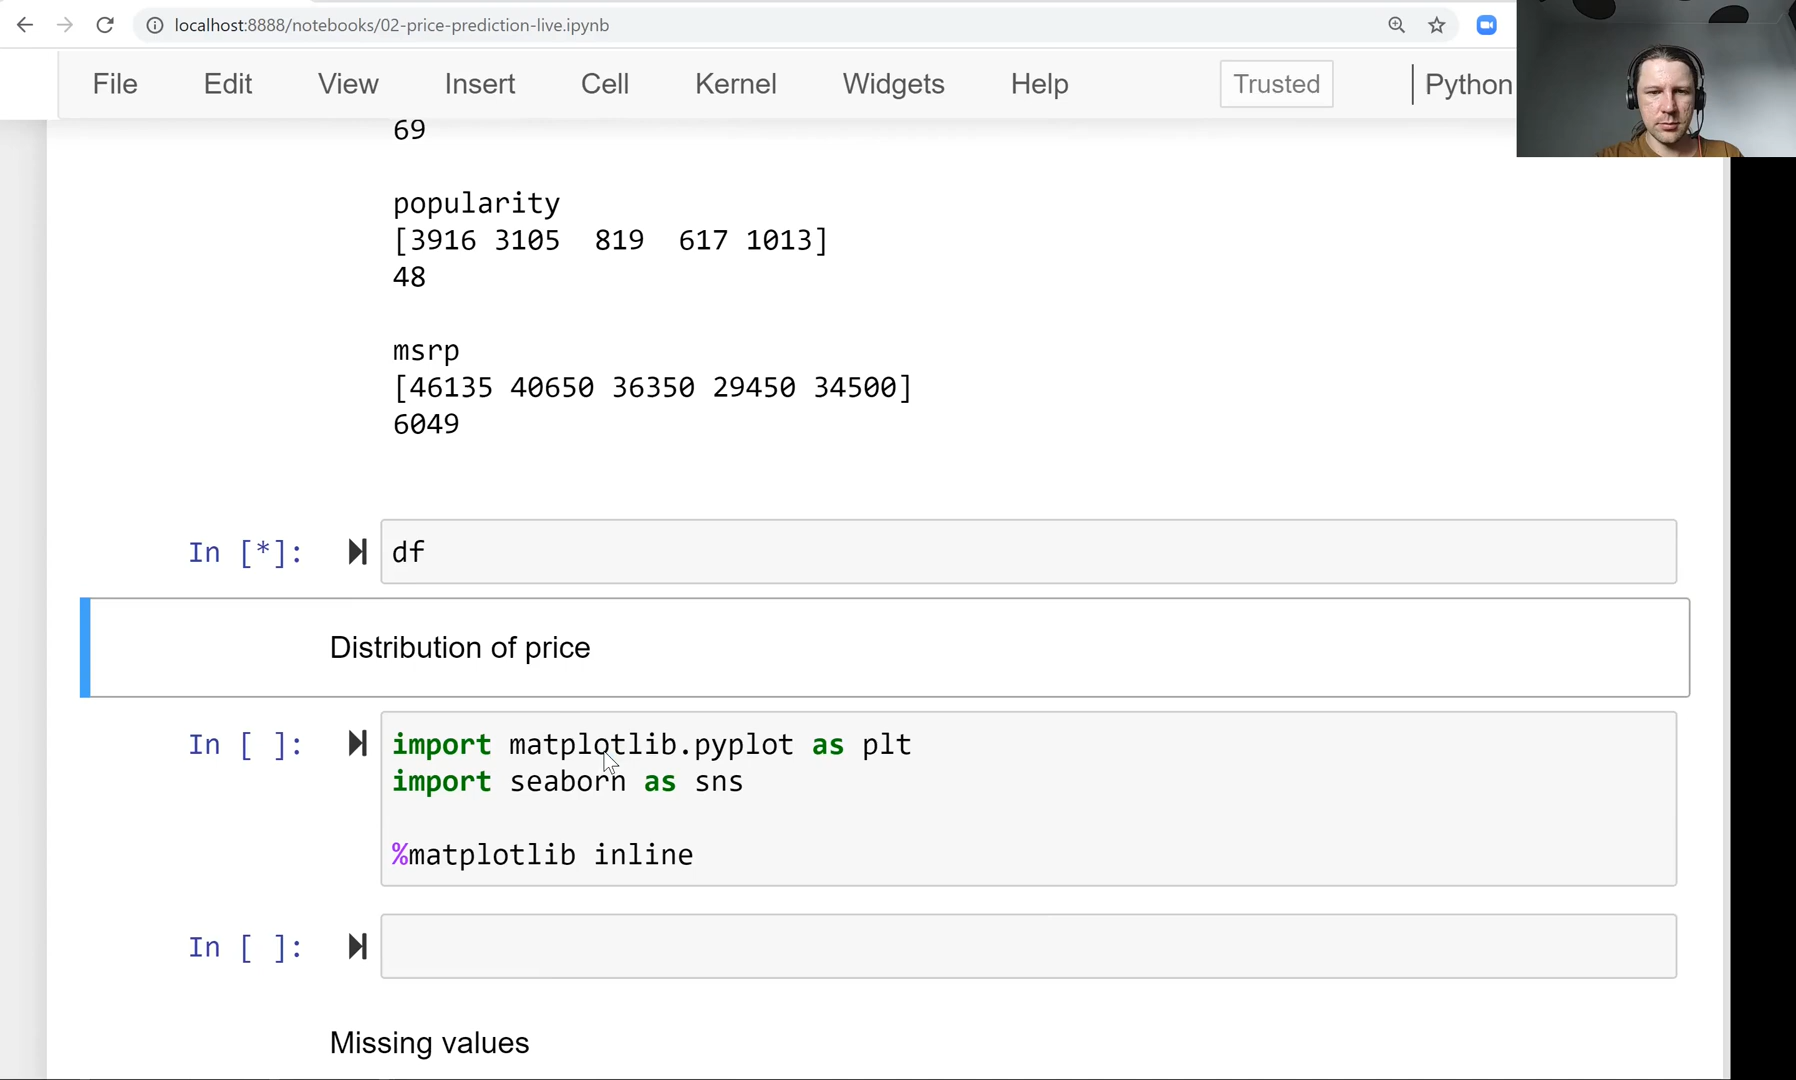 localhost:8888/notebooks/02-price-prediction-live.ipynb
File Edit View Insert Cell Kernel Widgets Help Trusted Python
69
popularity
[3916 3105  819  617 1013]
48
msrp
[46135 40650 36350 29450 34500]
6049
In [*]: df
Distribution of price
In [ ]: import matplotlib.pyplot as plt
import seaborn as sns
%matplotlib inline
In [ ]:
Missing values